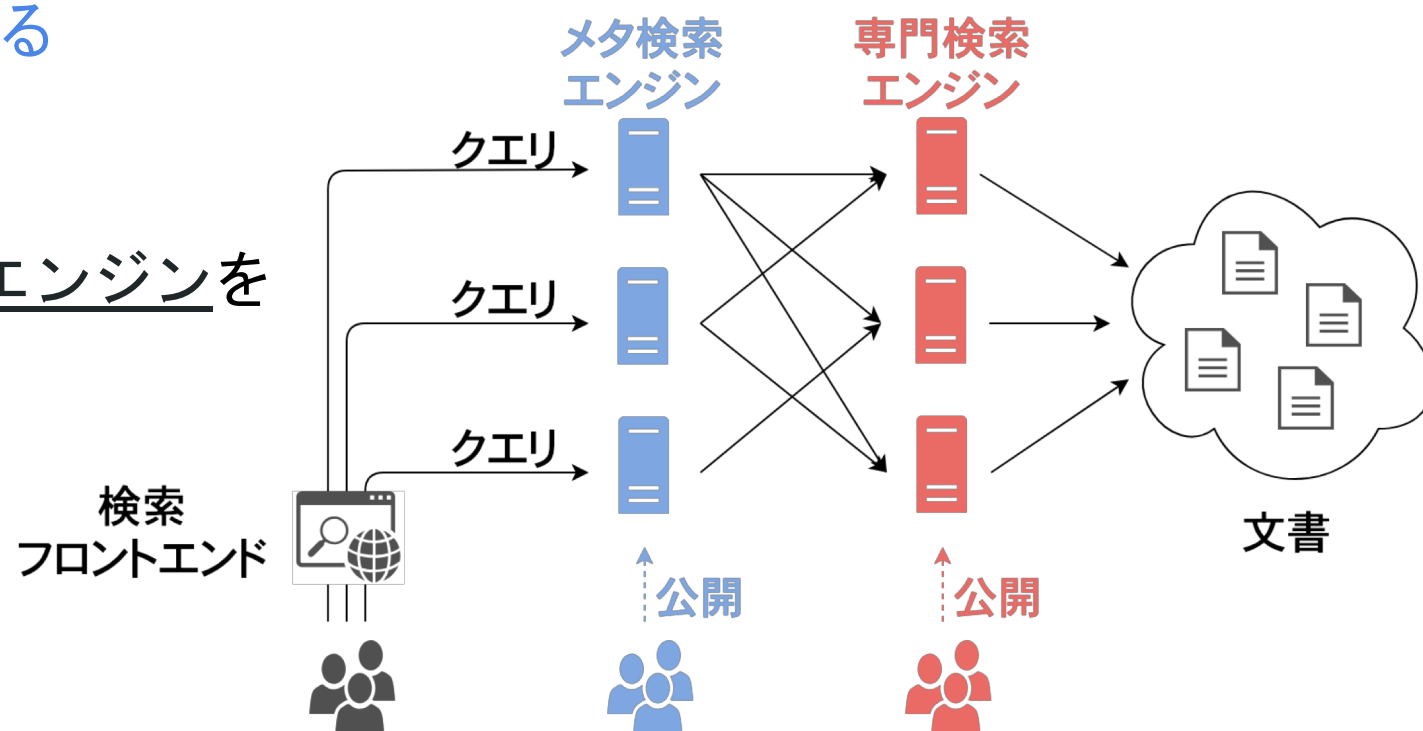 る
メタ検索
エンジン
専門検索
エンジン
クエリ
エンジンを
クエリ
クエリ
検索
フロントエンド
文書
公開
公開